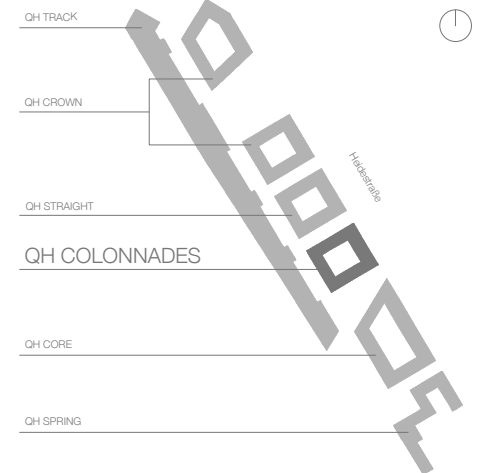 QH TRACK
QH CROWN
Heidestraße
QH STRAIGHT
QH COLONNADES
QH CORE
QH SPRING